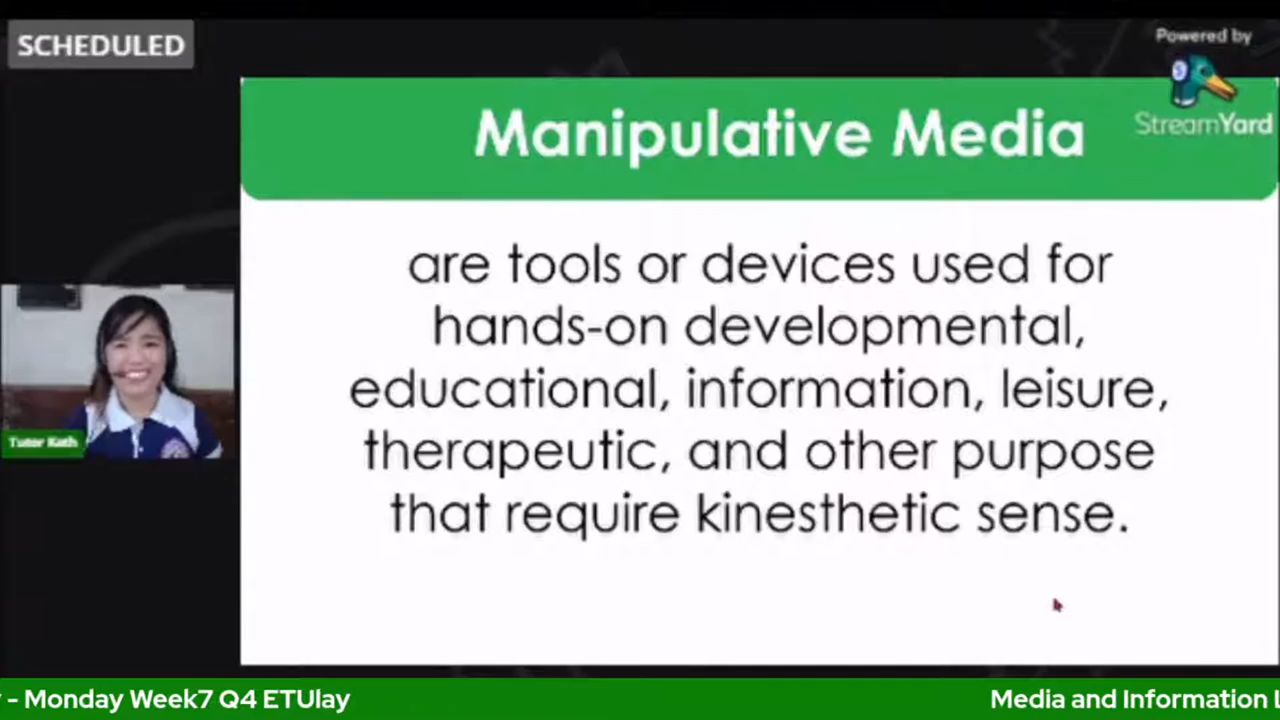 SCHEDULED
Powered by
StreamYard
Manipulative Media
are tools or devices used for
hands-on developmental,
educational, information, leisure,
therapeutic, and other purpose
that require kinesthetic sense.
Tutor Kath
- Monday Week7 Q4 ETUlay
Media and Information